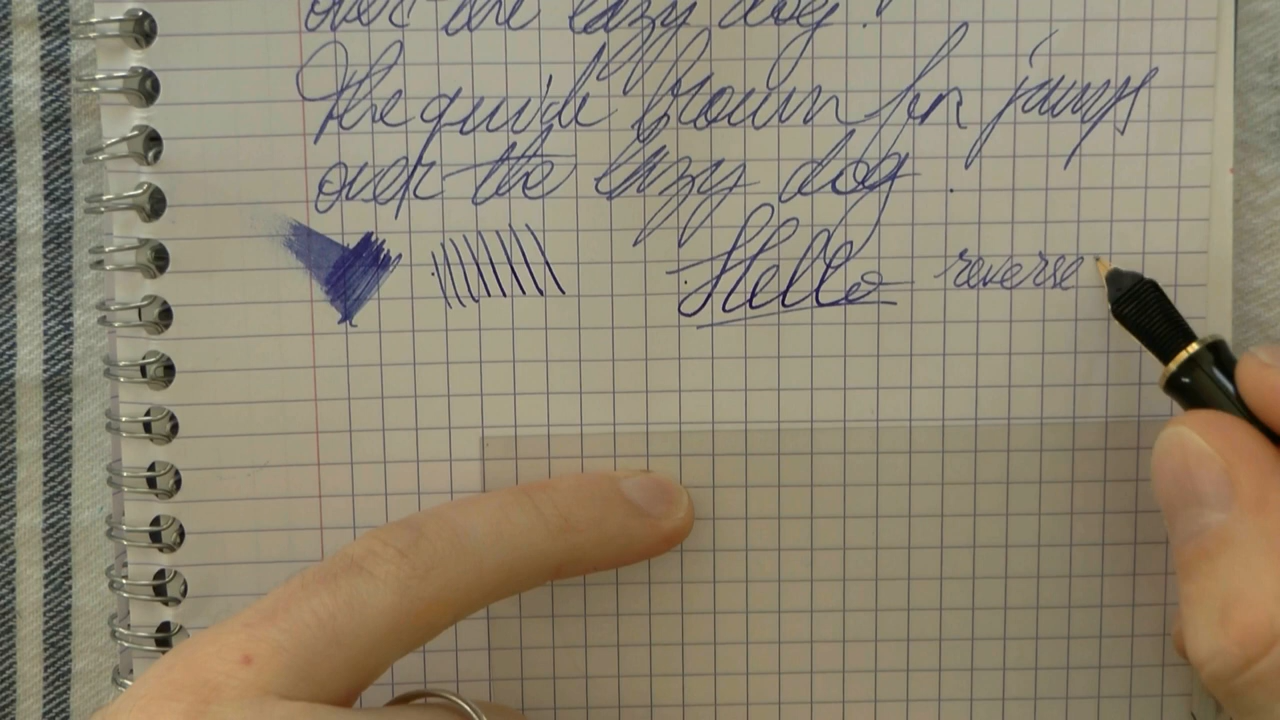 over the lazy dog.
The quick brown fox jumps
over the lazy dog.
Hello reverse